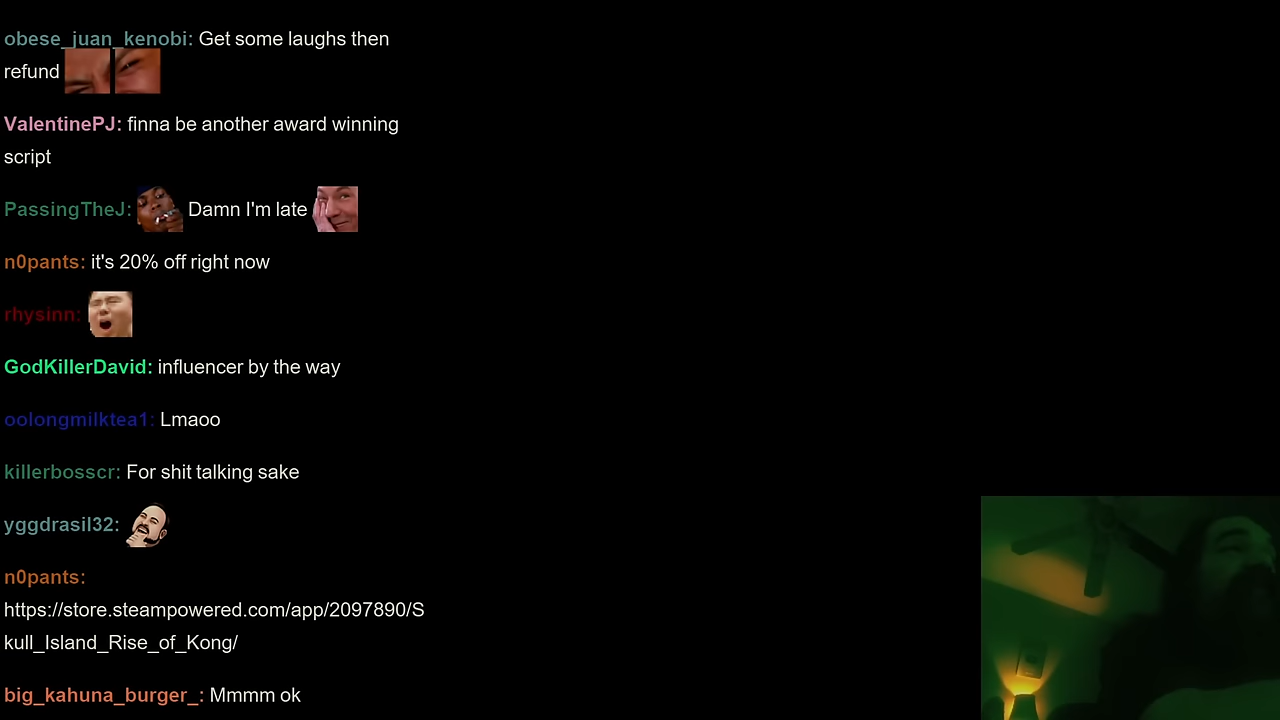 obese_juan_kenobi: Get some laughs then
refund
ValentinePJ: finna be another award winning
script
PassingTheJ: Damn I'm late
n0pants: it's 20% off right now
rhysinn:
GodKillerDavid: influencer by the way
oolongmilktea1: Lmaoo
killerbosscr: For shit talking sake
yggdrasil32:
n0pants:
https://store.steampowered.com/app/2097890/S
kull_Island_Rise_of_Kong/
big_kahuna_burger_: Mmmm ok